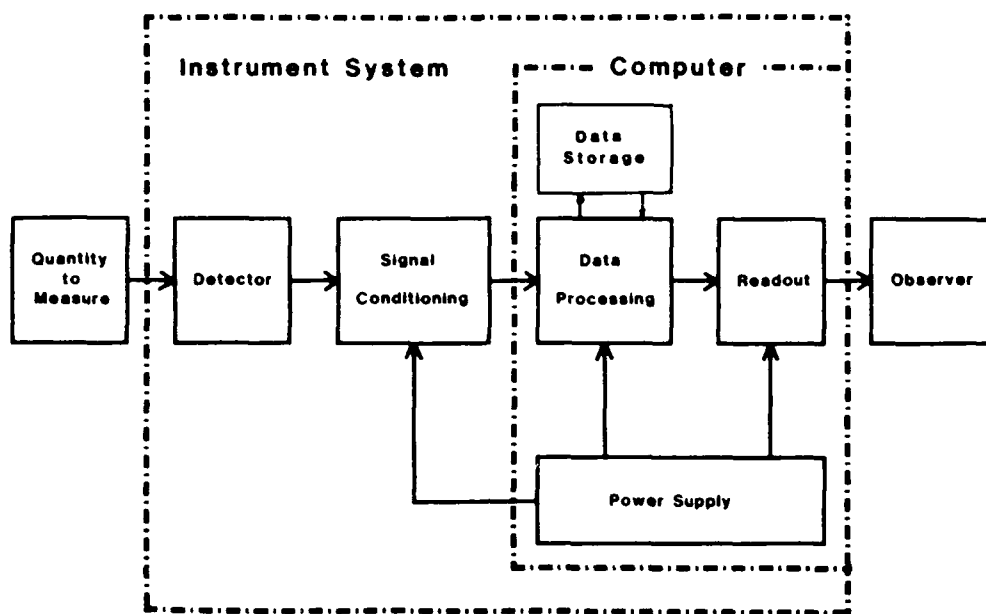 Instrument System
Computer
Data
Storage
Quantity
to
Measure
Detector
Signal
Conditioning
Data
Processing
Readout
Observer
Power Supply